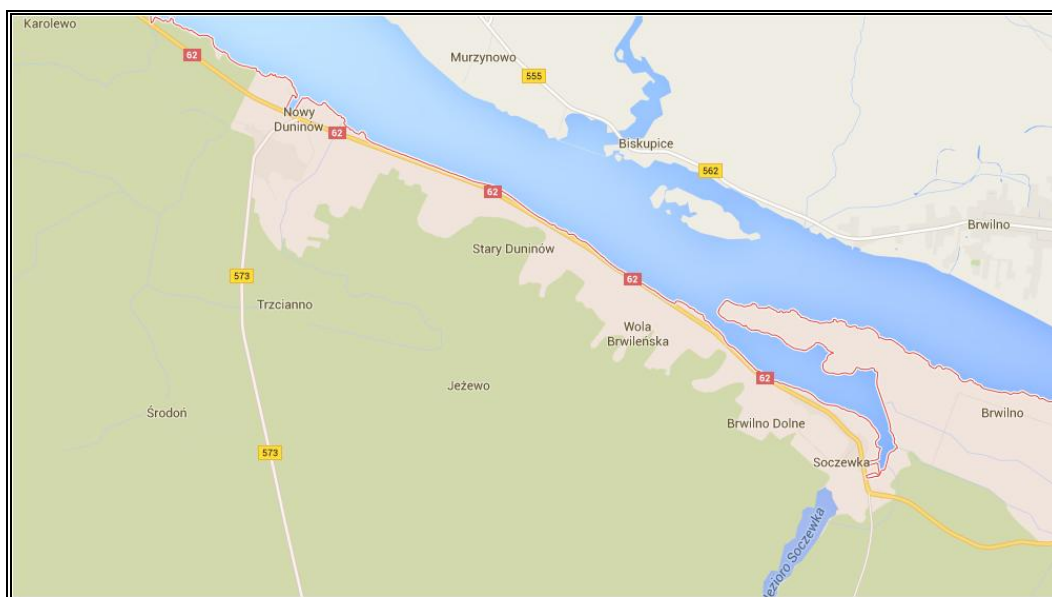 Karolewo
62
Murzynowo
555
Nowy
Duninów
62
Biskupice
562
62
Brwilno
Stary Duninów
573
62
Trzcianno
Wola
Brwileńska
62
Jeżewo
Środoń
Brwilno
Brwilno Dolne
573
Soczewka
Jezioro Soczewka